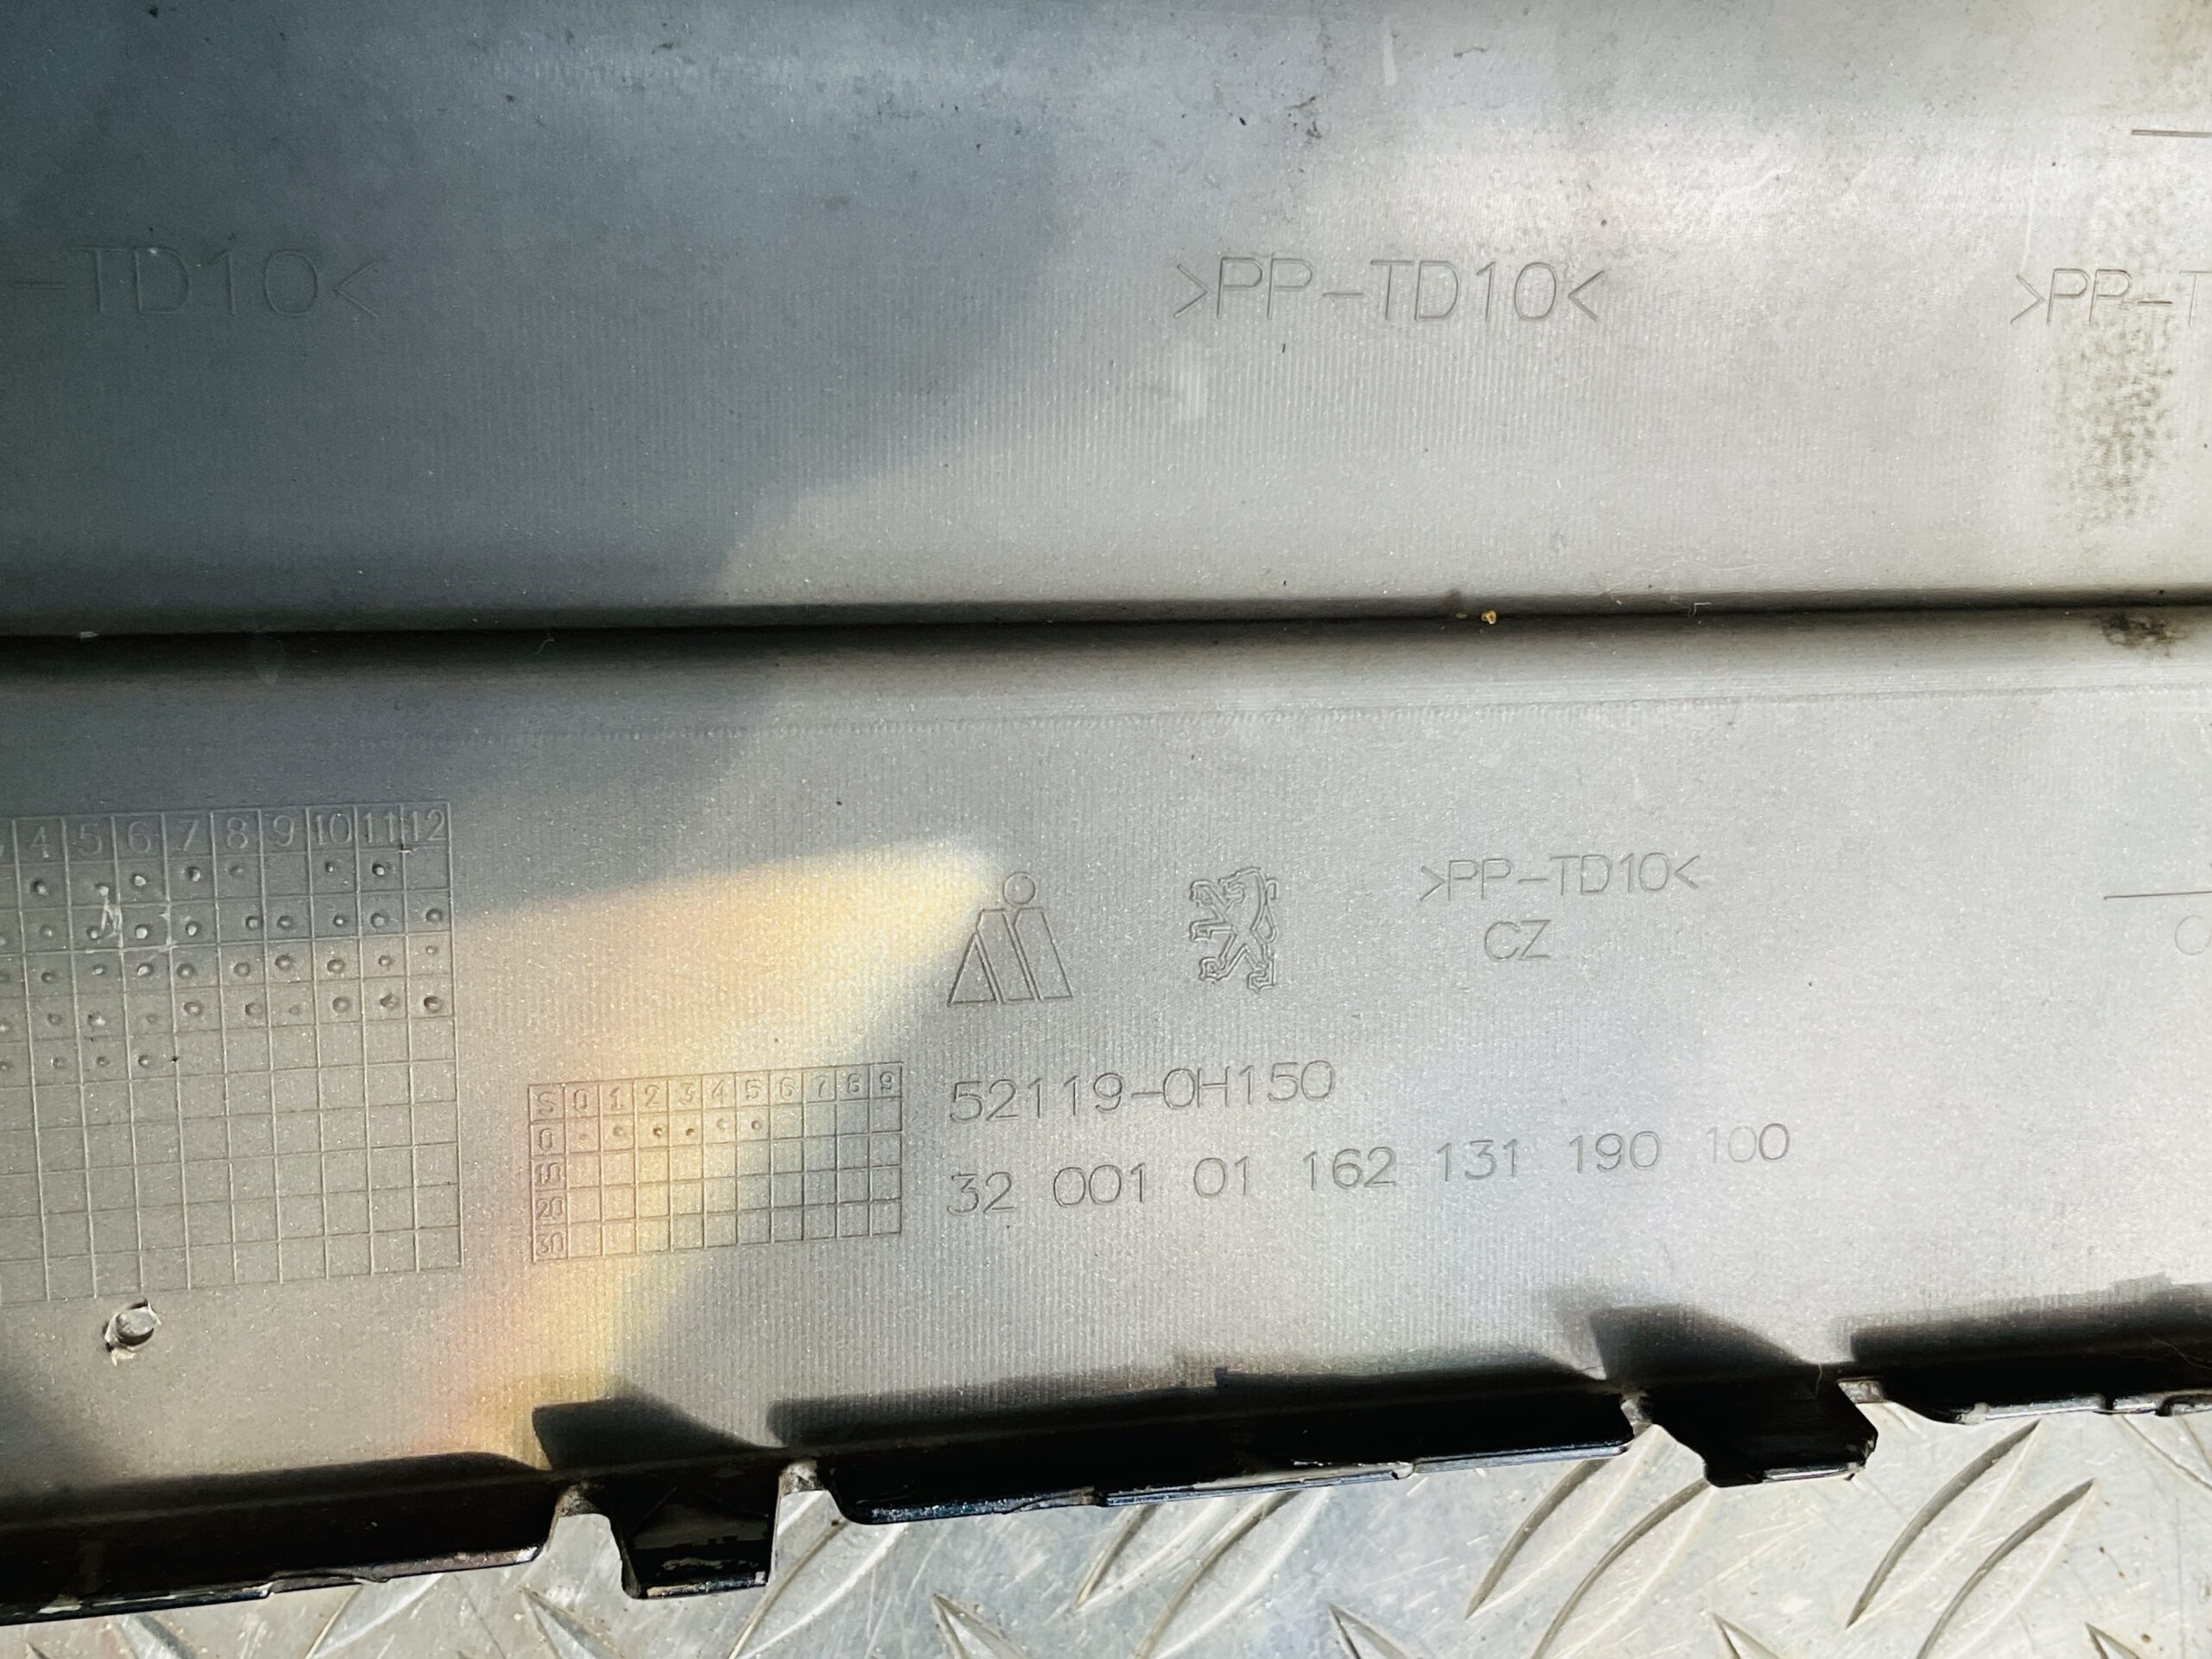 -TD10<
>PP-TD10<
>PP-T
4 5 6 7 8 9 10 11 12
>PP-TD10<
CZ
S 0 1 2 3 4 5 6 7 8 9
0
15
20
30
52119-0H150
32 001 01 162 131 190 100